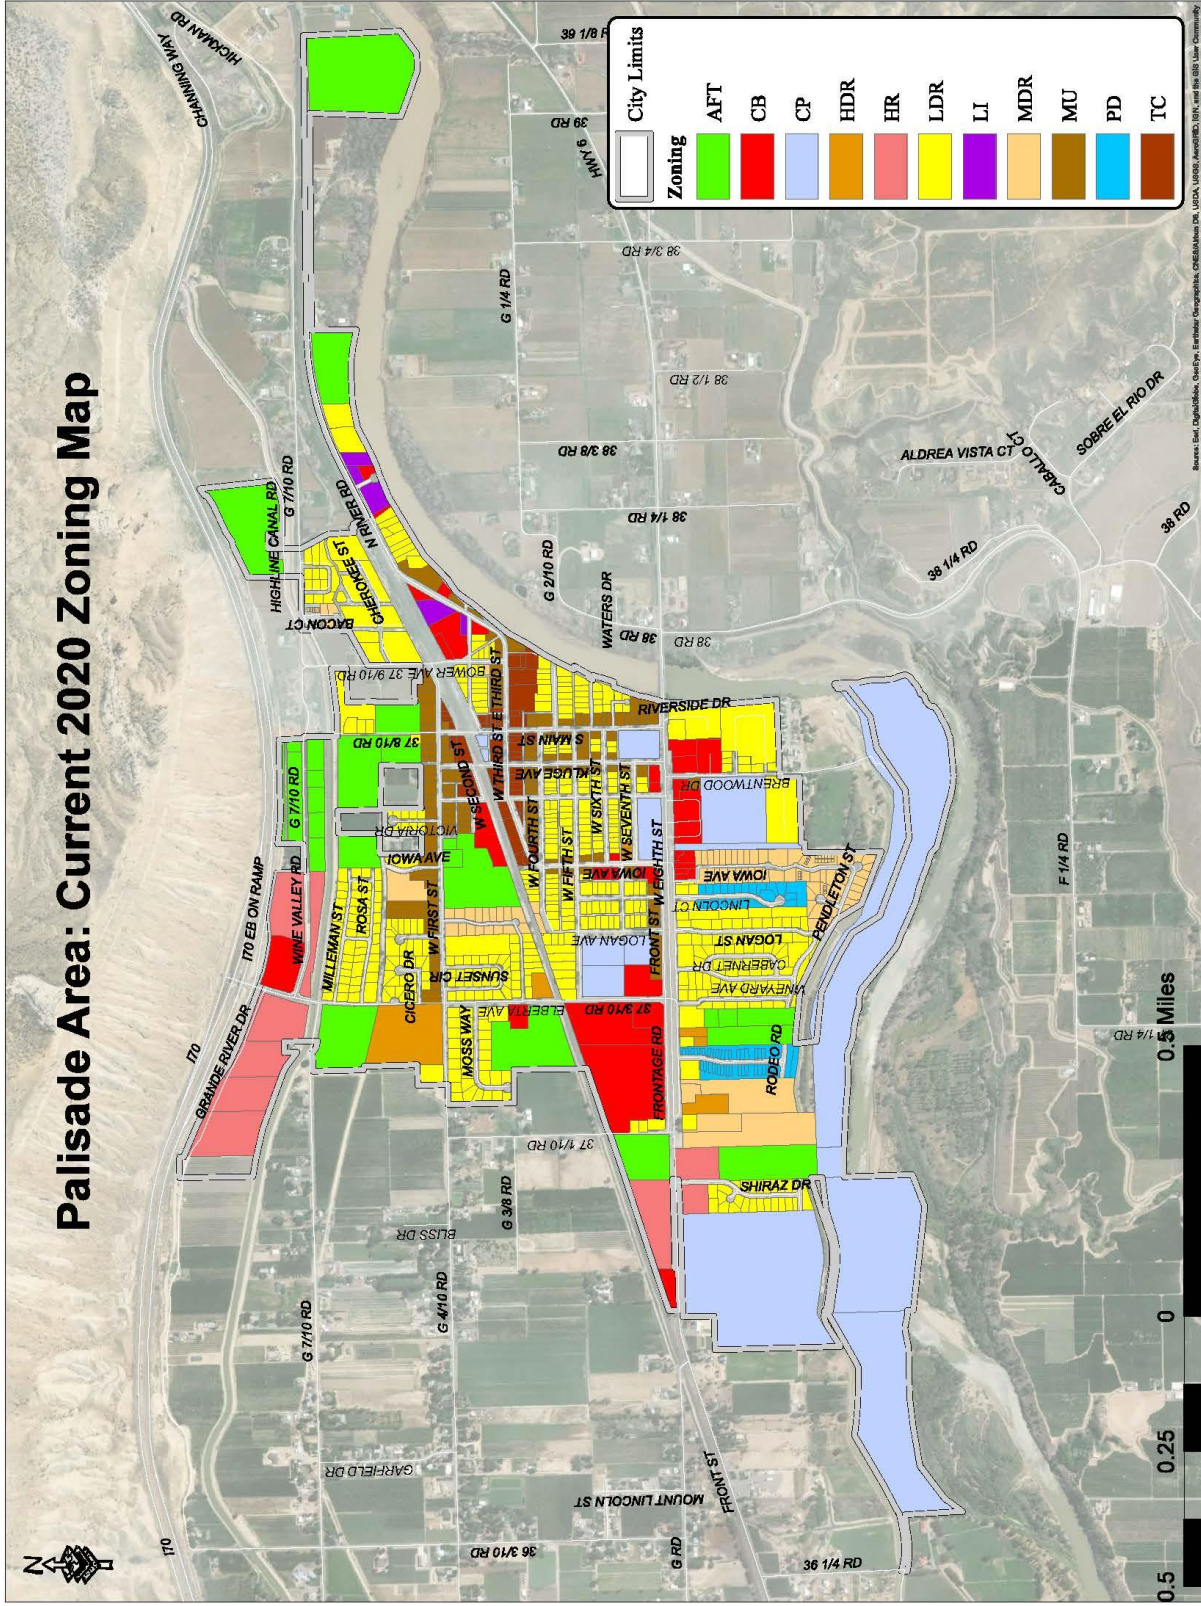 Palisade Area: Current 2020 Zoning Map
N
City Limits
Zoning
AFT
CB
CP
HDR
HR
LDR
LI
MDR
MU
PD
TC
HICKMAN RD
CHANNING WAY
39 RD
HWY 6
38 3/4 RD
G 1/4 RD
38 1/2 RD
38 3/8 RD
38 1/4 RD
ALDREA VISTA CT
CABALLO CT
SOBRE EL RIO DR
38 RD
38 1/4 RD
G 2/10 RD
WATERS DR
38 RD
38 RD
G 7/10 RD
HIGHLINE CANAL RD
N RIVER RD
CHEROKEE ST
BACON CT
37 9/10 RD
BOWER AVE
E THIRD ST
W THIRD ST
RIVERSIDE DR
S MAIN ST
37 8/10 RD
W SECOND ST
KLUGE AVE
BRENTWOOD DR
G 7/10 RD
VICTORIA DR
IOWA AVE
W FOURTH ST
W FIFTH ST
W SIXTH ST
W SEVENTH ST
W EIGHTH ST
IOWA AVE
IOWA AVE
I70 EB ON RAMP
WINE VALLEY RD
MILLEMAN ST
ROSA ST
W FIRST ST
LINCOLN CT
PENDLETON ST
LOGAN AVE
FRONT ST
LOGAN ST
CABERNET DR
VINEYARD AVE
CICERO DR
SUNSET CIR
ELBERTA AVE
37 3/10 RD
GRANDE RIVER DR
I70
MOSS WAY
FRONTAGE RD
RODEO RD
F 1/4 RD
37 1/10 RD
SHIRAZ DR
G 3/8 RD
BLISS DR
G 4/10 RD
G 7/10 RD
GARFIELD DR
MOUNT LINCOLN ST
FRONT ST
I70
36 3/10 RD
G RD
36 1/4 RD
0.5
0.25
0
0.5 Miles